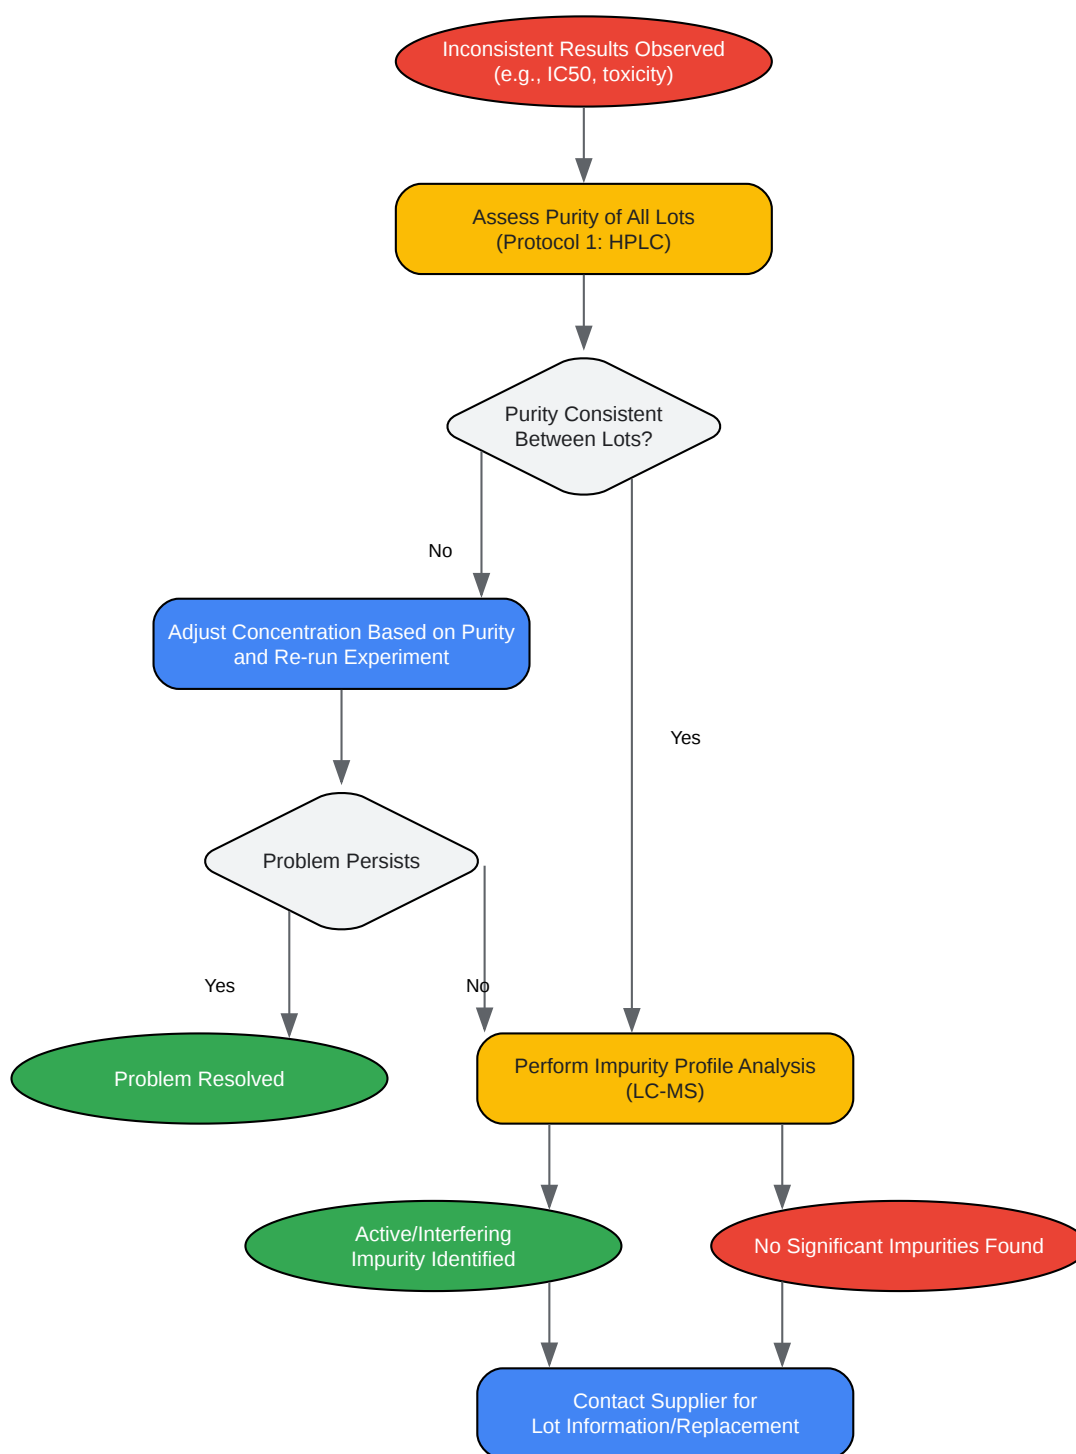 Inconsistent Results Observed
(e.g., IC50, toxicity)
Assess Purity of All Lots
(Protocol 1: HPLC)
Purity Consistent
Between Lots?
No
Adjust Concentration Based on Purity
and Re-run Experiment
Yes
Problem Persists
Yes
No
Problem Resolved
Perform Impurity Profile Analysis
(LC-MS)
Active/Interfering
Impurity Identified
No Significant Impurities Found
Contact Supplier for
Lot Information/Replacement